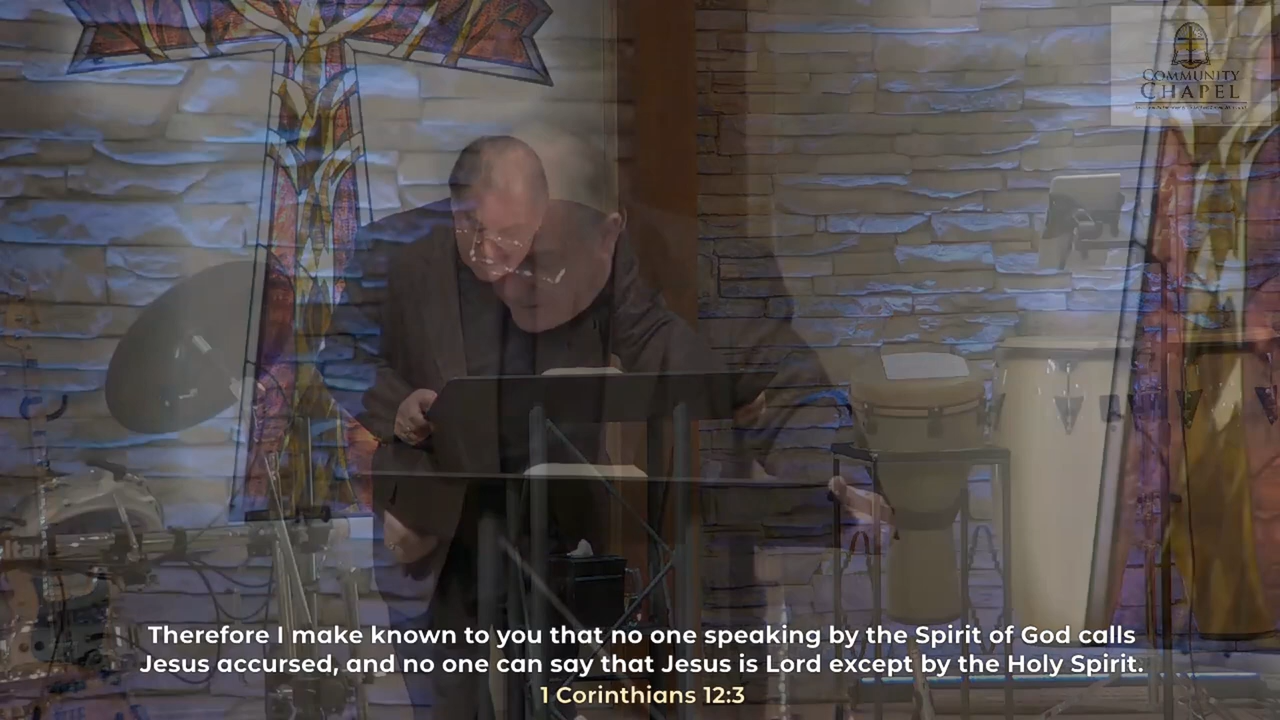 COMMUNITY
CHAPEL
Therefore I make known to you that no one speaking by the Spirit of God calls
Jesus accursed, and no one can say that Jesus is Lord except by the Holy Spirit.
1 Corinthians 12:3